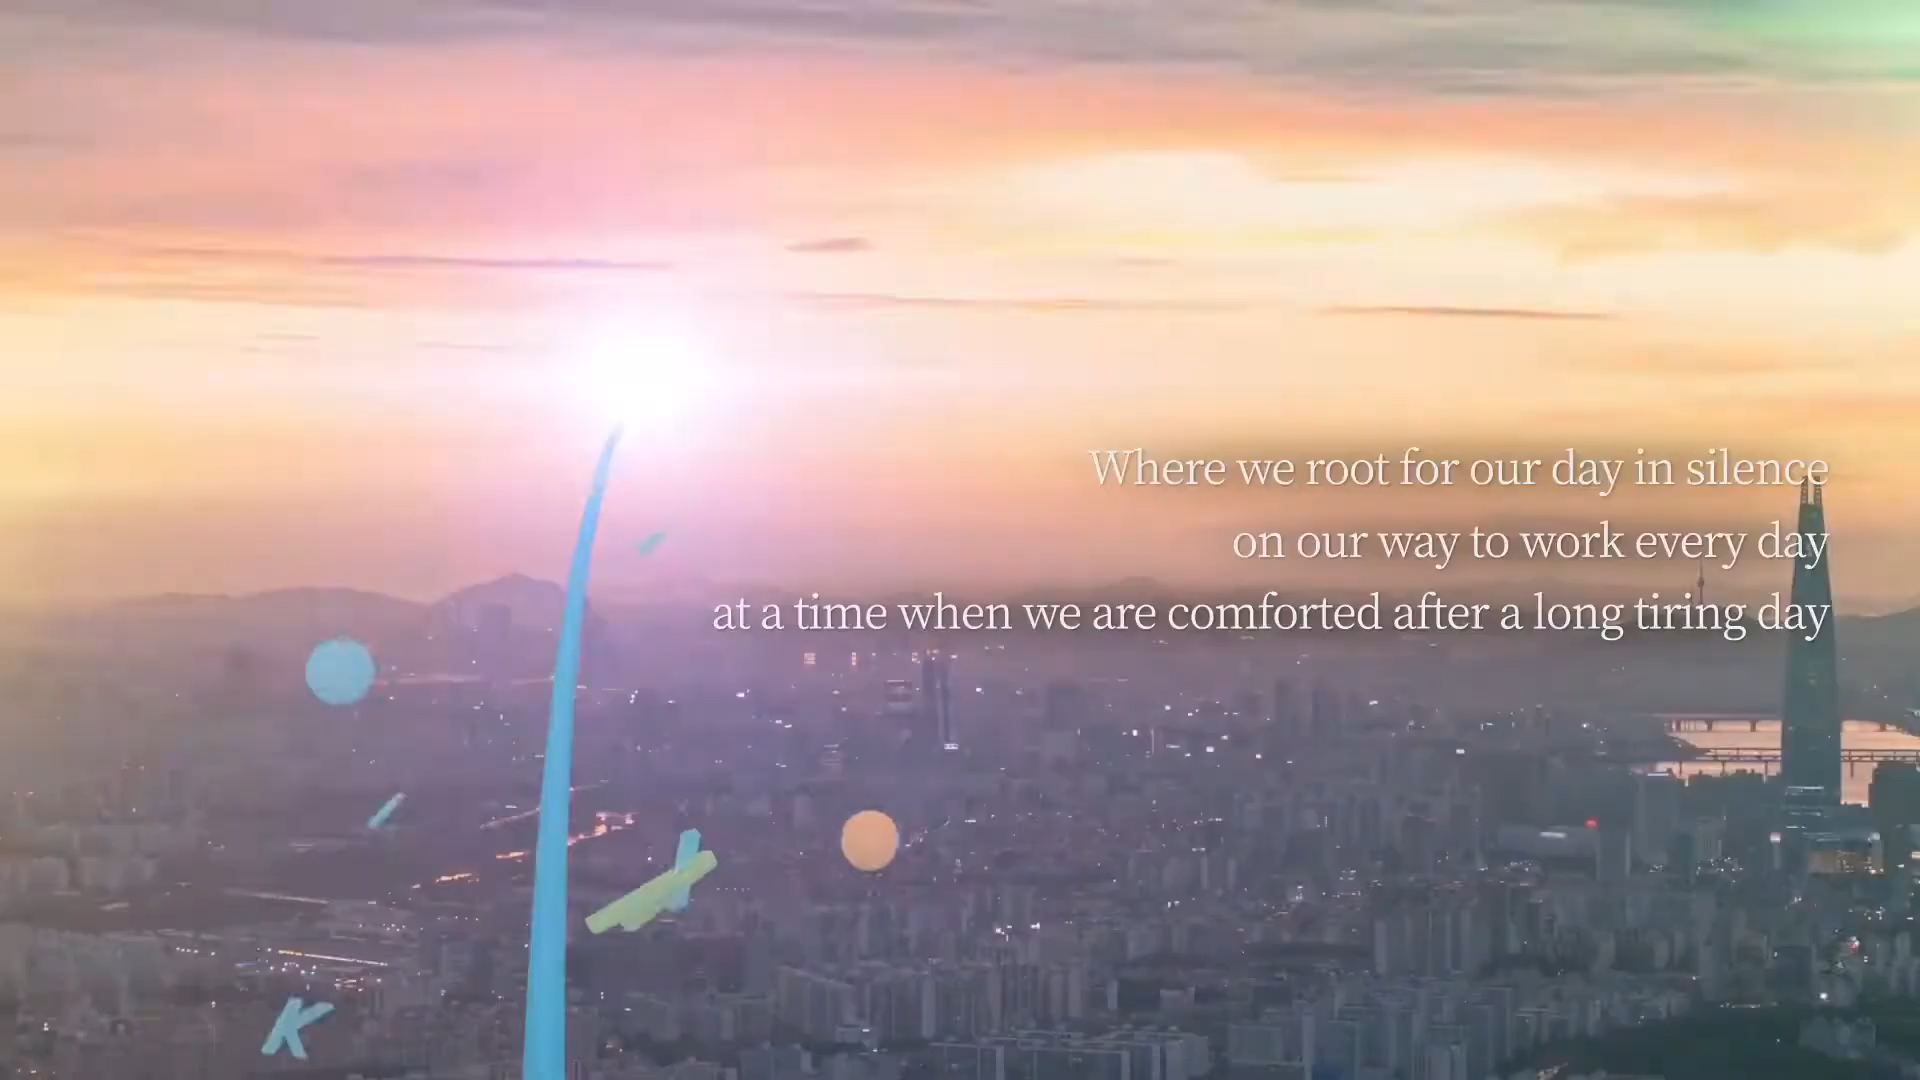 Where we root for our day in silence
on our way to work every day
at a time when we are comforted after a long tiring day
K